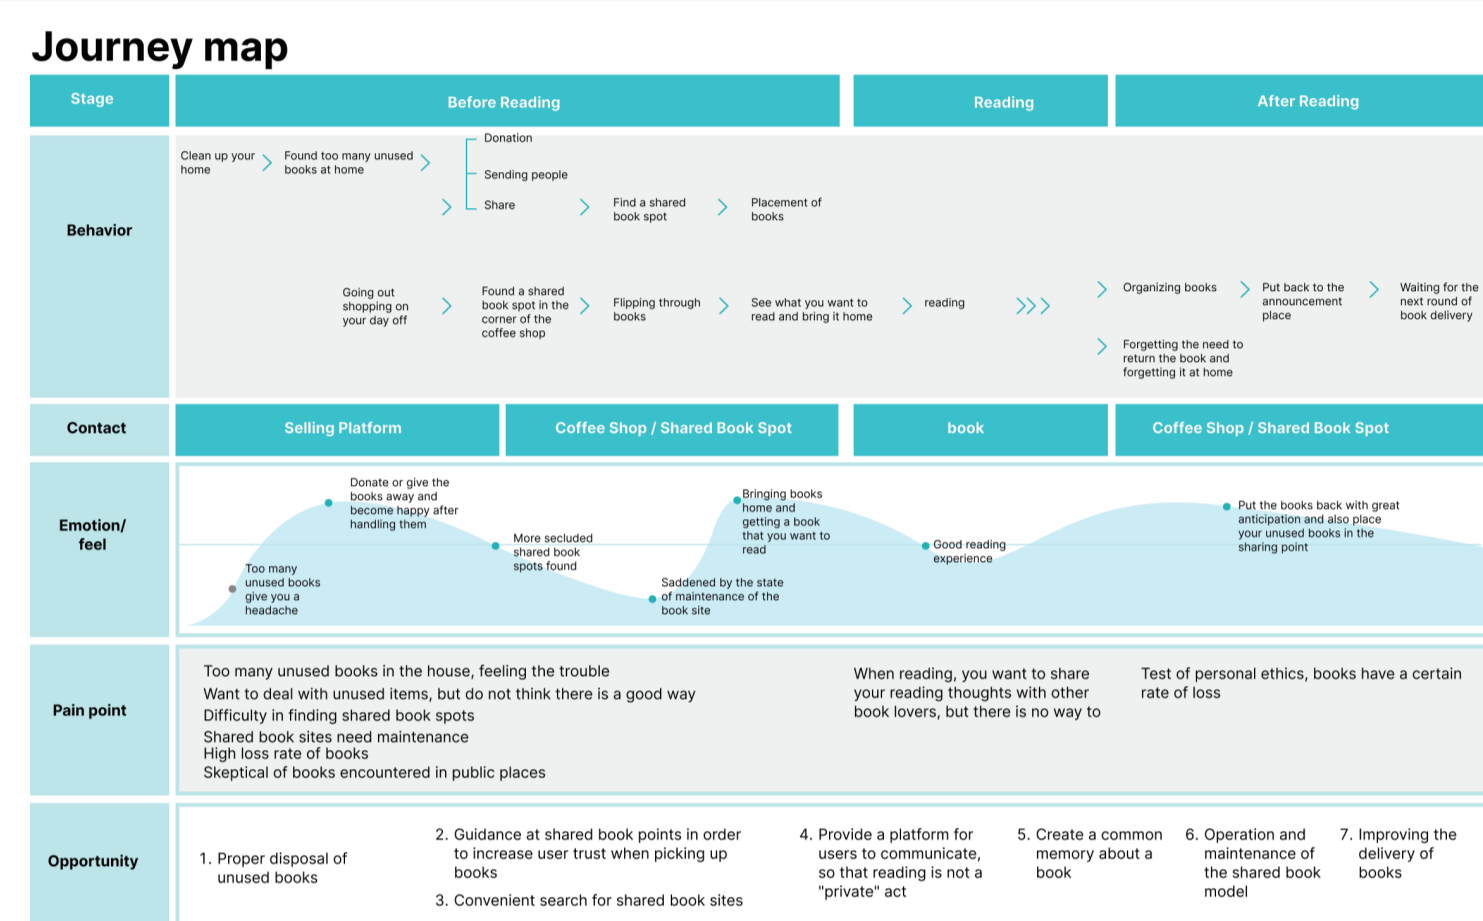 Journey map
Stage
Before Reading
Reading
After Reading
Behavior
Clean up your
home
Found too many unused
books at home
Donation
Sending people
Share
Find a shared
book spot
Placement of
books
Going out
shopping on
your day off
Found a shared
book spot in the
corner of the
coffee shop
Flipping through
books
See what you want to
read and bring it home
reading
Organizing books
Put back to the
announcement
place
Waiting for the
next round of
book delivery
Forgetting the need to
return the book and
forgetting it at home
Contact
Selling Platform
Coffee Shop / Shared Book Spot
book
Coffee Shop / Shared Book Spot
Emotion/
feel
Too many
unused books
give you a
headache
Donate or give the
books away and
become happy after
handling them
More secluded
shared book
spots found
Saddened by the state
of maintenance of the
book site
Bringing books
home and
getting a book
that you want to
read
Good reading
experience
Put the books back with great
anticipation and also place
your unused books in the
sharing point
Pain point
Too many unused books in the house, feeling the trouble
Want to deal with unused items, but do not think there is a good way
Difficulty in finding shared book spots
Shared book sites need maintenance
High loss rate of books
Skeptical of books encountered in public places
When reading, you want to share
your reading thoughts with other
book lovers, but there is no way to
Test of personal ethics, books have a certain
rate of loss
Opportunity
1. Proper disposal of
unused books
2. Guidance at shared book points in order
to increase user trust when picking up
books
3. Convenient search for shared book sites
4. Provide a platform for
users to communicate,
so that reading is not a
"private" act
5. Create a common
memory about a
book
6. Operation and
maintenance of
the shared book
model
7. Improving the
delivery of
books